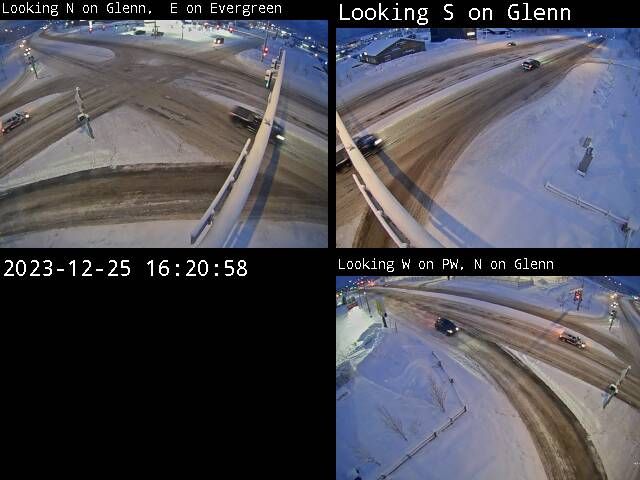 Looking N on Glenn,  E on Evergreen
Looking S on Glenn
2023-12-25 16:20:58
Looking W on PW, N on Glenn